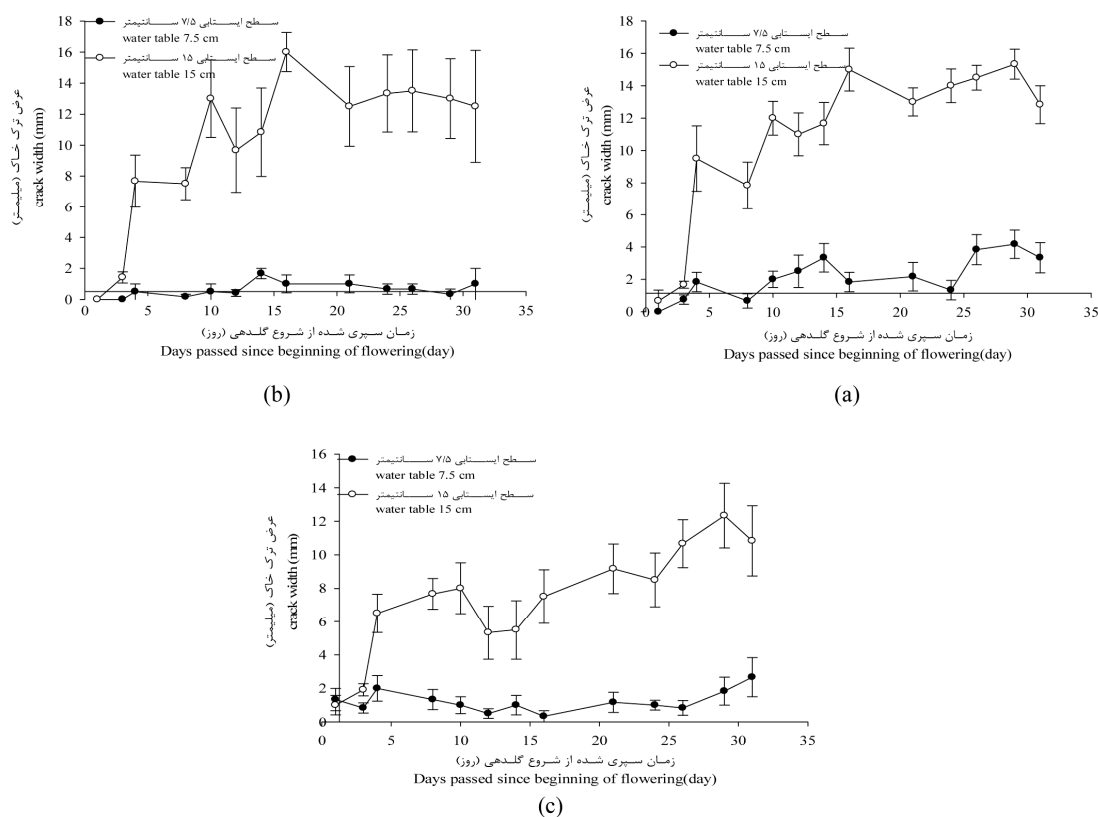 سطح ایستابی ۷/۵ سانتیمتر
water table 7.5 cm
سطح ایستابی ۱۵ سانتیمتر
water table 15 cm
عرض ترک خاک (میلیمتر)
crack width (mm)
18
16
14
12
10
8
6
4
2
0
0 5 10 15 20 25 30 35
زمان سپری شده از شروع گلدهی (روز)
Days passed since beginning of flowering(day)
(b)
سطح ایستابی ۷/۵ سانتیمتر
water table 7.5 cm
سطح ایستابی ۱۵ سانتیمتر
water table 15 cm
عرض ترک خاک (میلیمتر)
crack width (mm)
18
16
14
12
10
8
6
4
2
0
0 5 10 15 20 25 30 35
زمان سپری شده از شروع گلدهی (روز)
Days passed since beginning of flowering(day)
(a)
سطح ایستابی ۷/۵ سانتیمتر
water table 7.5 cm
سطح ایستابی ۱۵ سانتیمتر
water table 15 cm
عرض ترک خاک (میلیمتر)
crack width (mm)
16
14
12
10
8
6
4
2
0
0 5 10 15 20 25 30 35
زمان سپری شده از شروع گلدهی (روز)
Days passed since beginning of flowering(day)
(c)